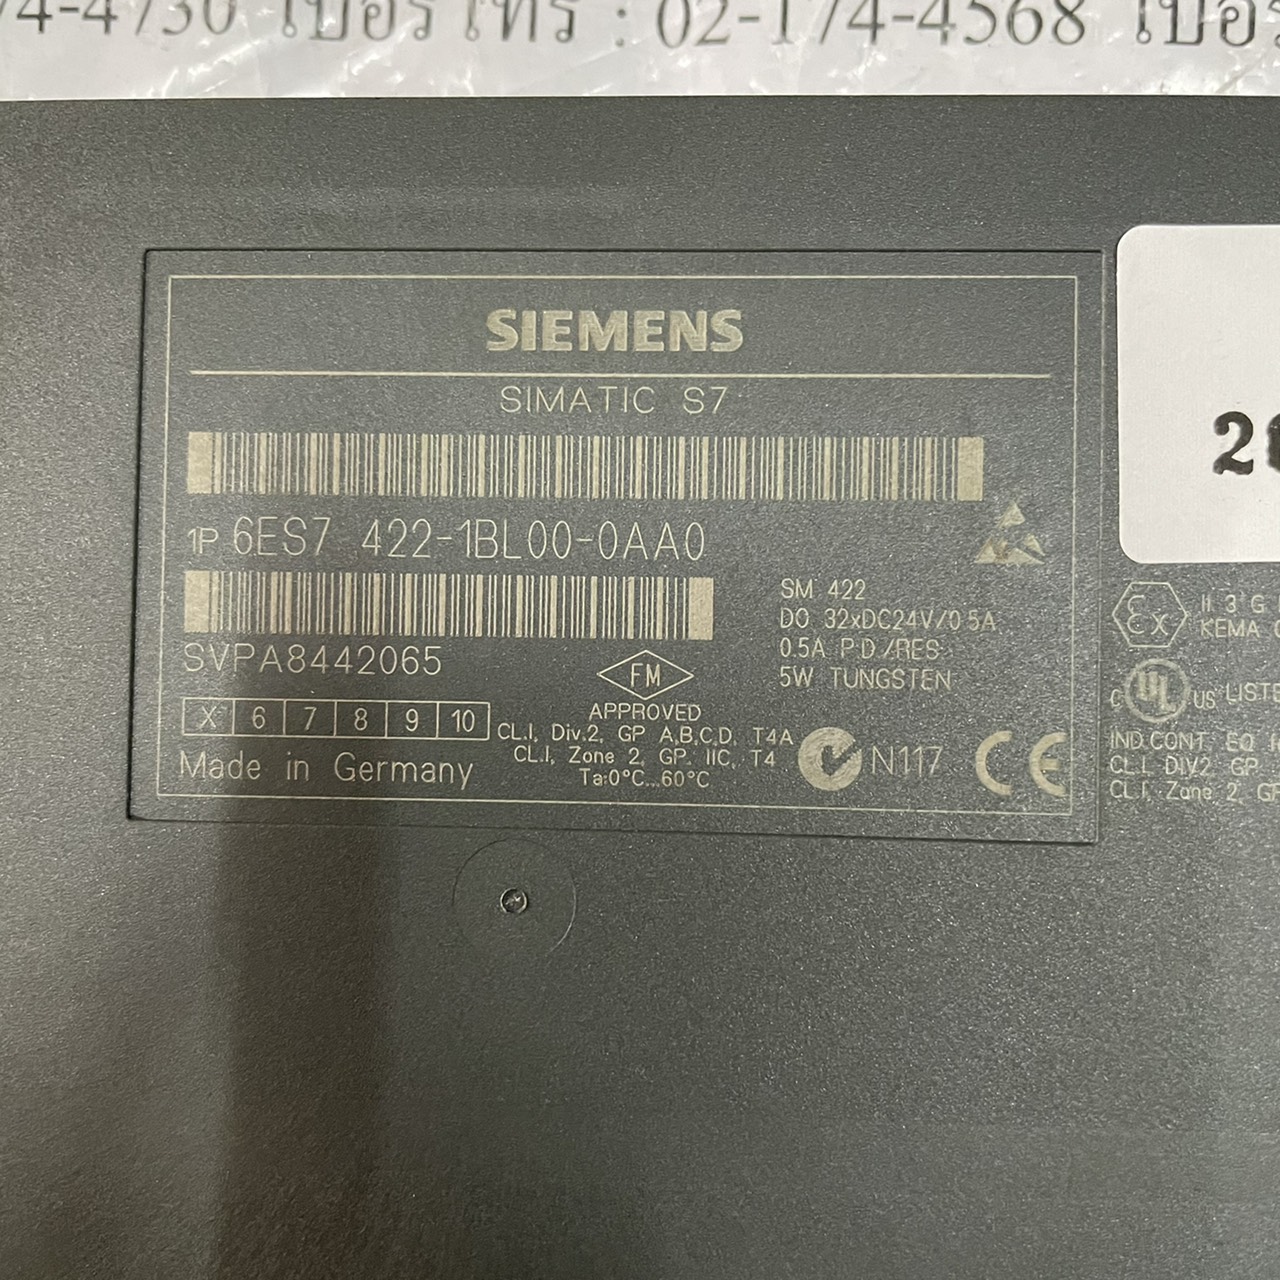 4-4730 เบอร์โทร : 02-174-4568 เบอร์
SIEMENS
SIMATIC S7
1P 6ES7 422-1BL00-0AA0
SVPA8442065
SM 422
DO 32xDC24V/0.5A
0.5A P.D./RES
5W TUNGSTEN
X 6 7 8 9 10
Made in Germany
FM
APPROVED
CL.I, Div.2, GP A,B,C,D, T4A
CL.I, Zone 2, GP. IIC, T4
Ta:0°C...60°C
N117
CE
2
Ex
II 3 G
KEMA
C UL US LISTE
IND.CONT. EQ
CL.I, DIV.2, GP
CL.I, Zone 2, GP